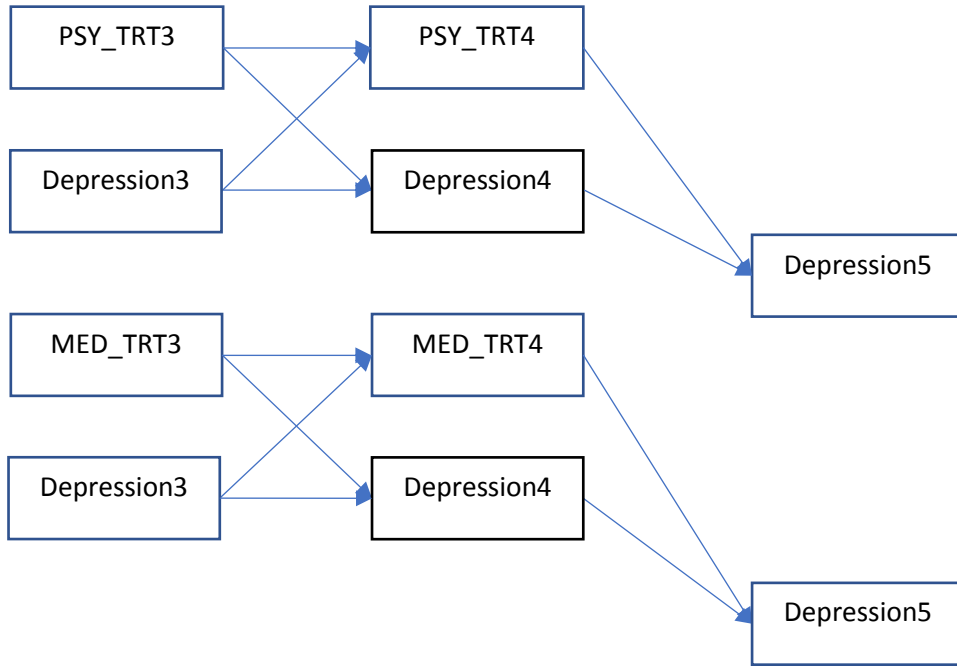 PSY_TRT3
PSY_TRT4
Depression3
Depression4
Depression5
MED_TRT3
MED_TRT4
Depression3
Depression4
Depression5